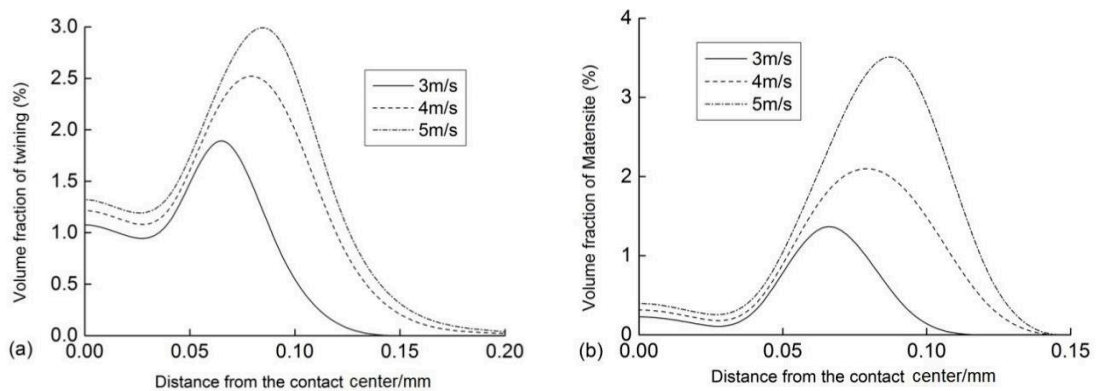 3.0
2.5
2.0
1.5
1.0
0.5
0.0
Volume fraction of twining (%)
3m/s
4m/s
5m/s
0.00
0.05
0.10
0.15
0.20
(a)
Distance from the contact center/mm
4
3
2
1
0
Volume fraction of Matensite (%)
3m/s
4m/s
5m/s
0.00
0.05
0.10
0.15
(b)
Distance from the contact center/mm